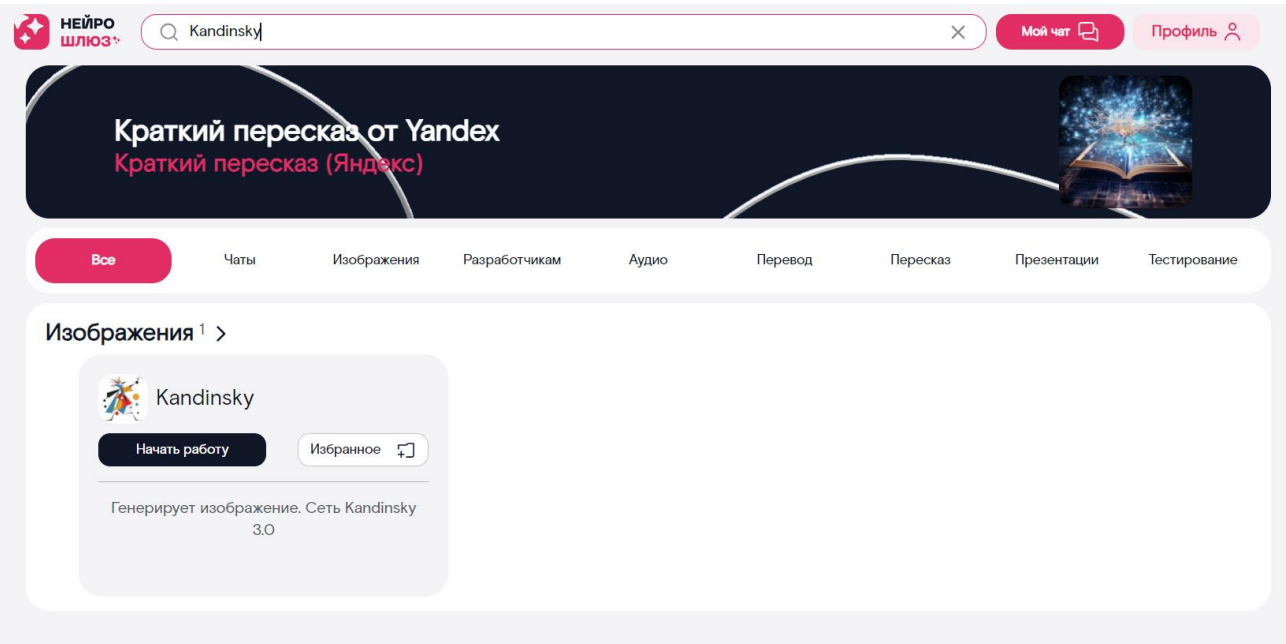 НЕЙРО
ШЛЮЗ
Kandinsky
Мой чат
Профиль
Краткий пересказ от Yandex
Краткий пересказ (Яндекс)
Все
Чаты
Изображения
Разработчикам
Аудио
Перевод
Пересказ
Презентации
Тестирование
Изображения 1 >
Kandinsky
Начать работу
Избранное
Генерирует изображение. Сеть Kandinsky
3.0